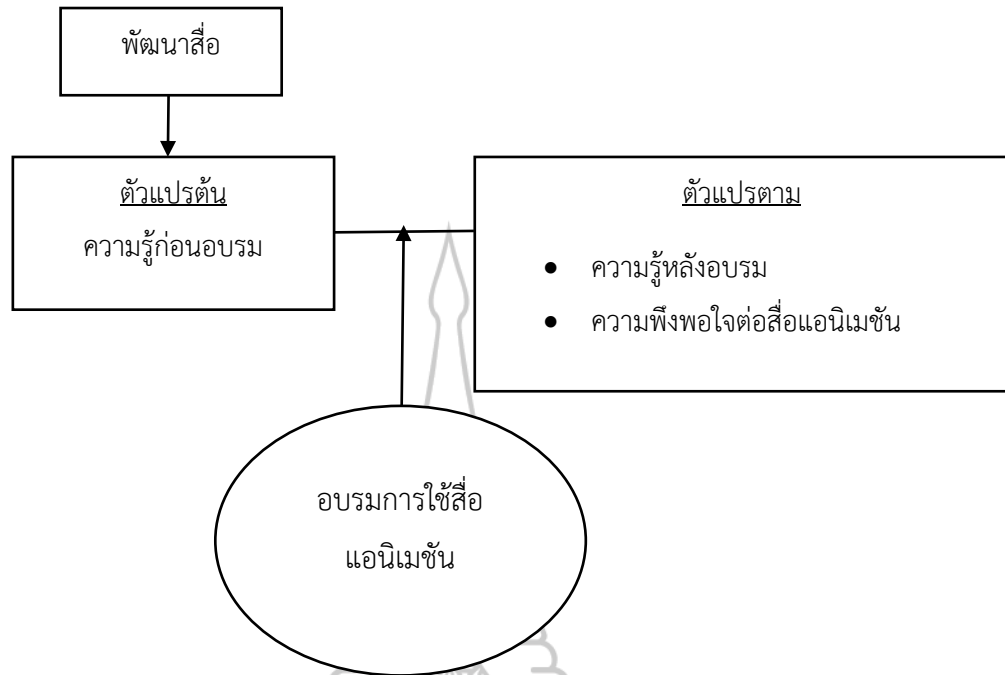 พัฒนาสื่อ
ตัวแปรต้น
ความรู้ก่อนอบรม
ตัวแปรตาม
• ความรู้หลังอบรม
• ความพึงพอใจต่อสื่อแอนิเมชัน
อบรมการใช้สื่อ
แอนิเมชัน